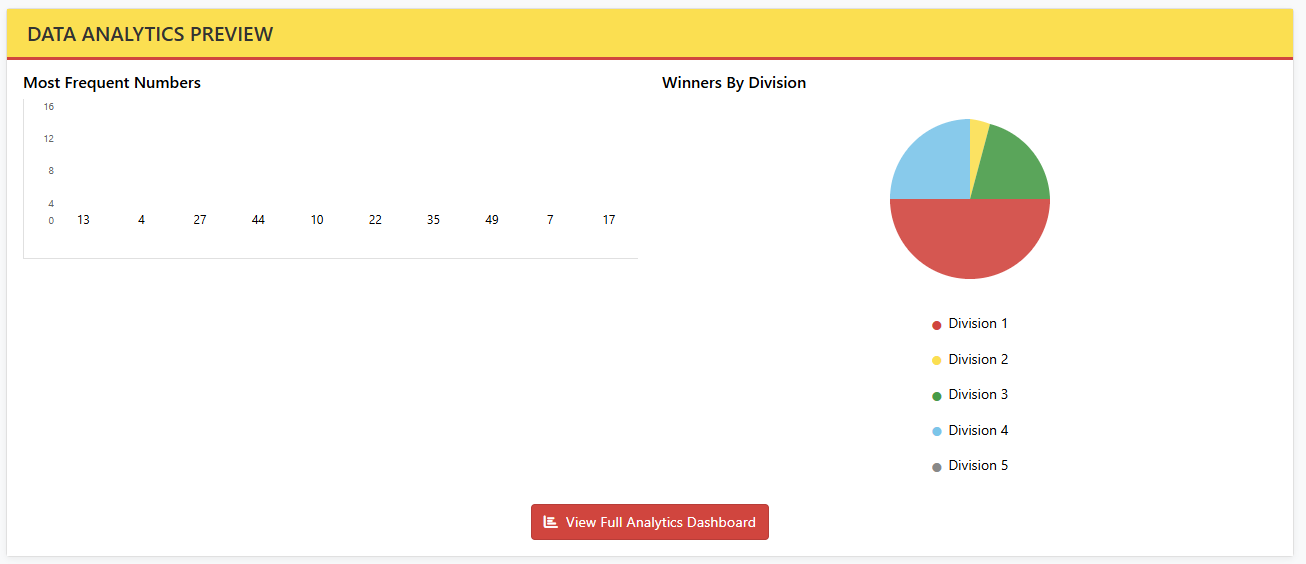 DATA ANALYTICS PREVIEW
Most Frequent Numbers
16
12
8
4
0
13 4 27 44 10 22 35 49 7 17
Winners By Division
Division 1
Division 2
Division 3
Division 4
Division 5
View Full Analytics Dashboard